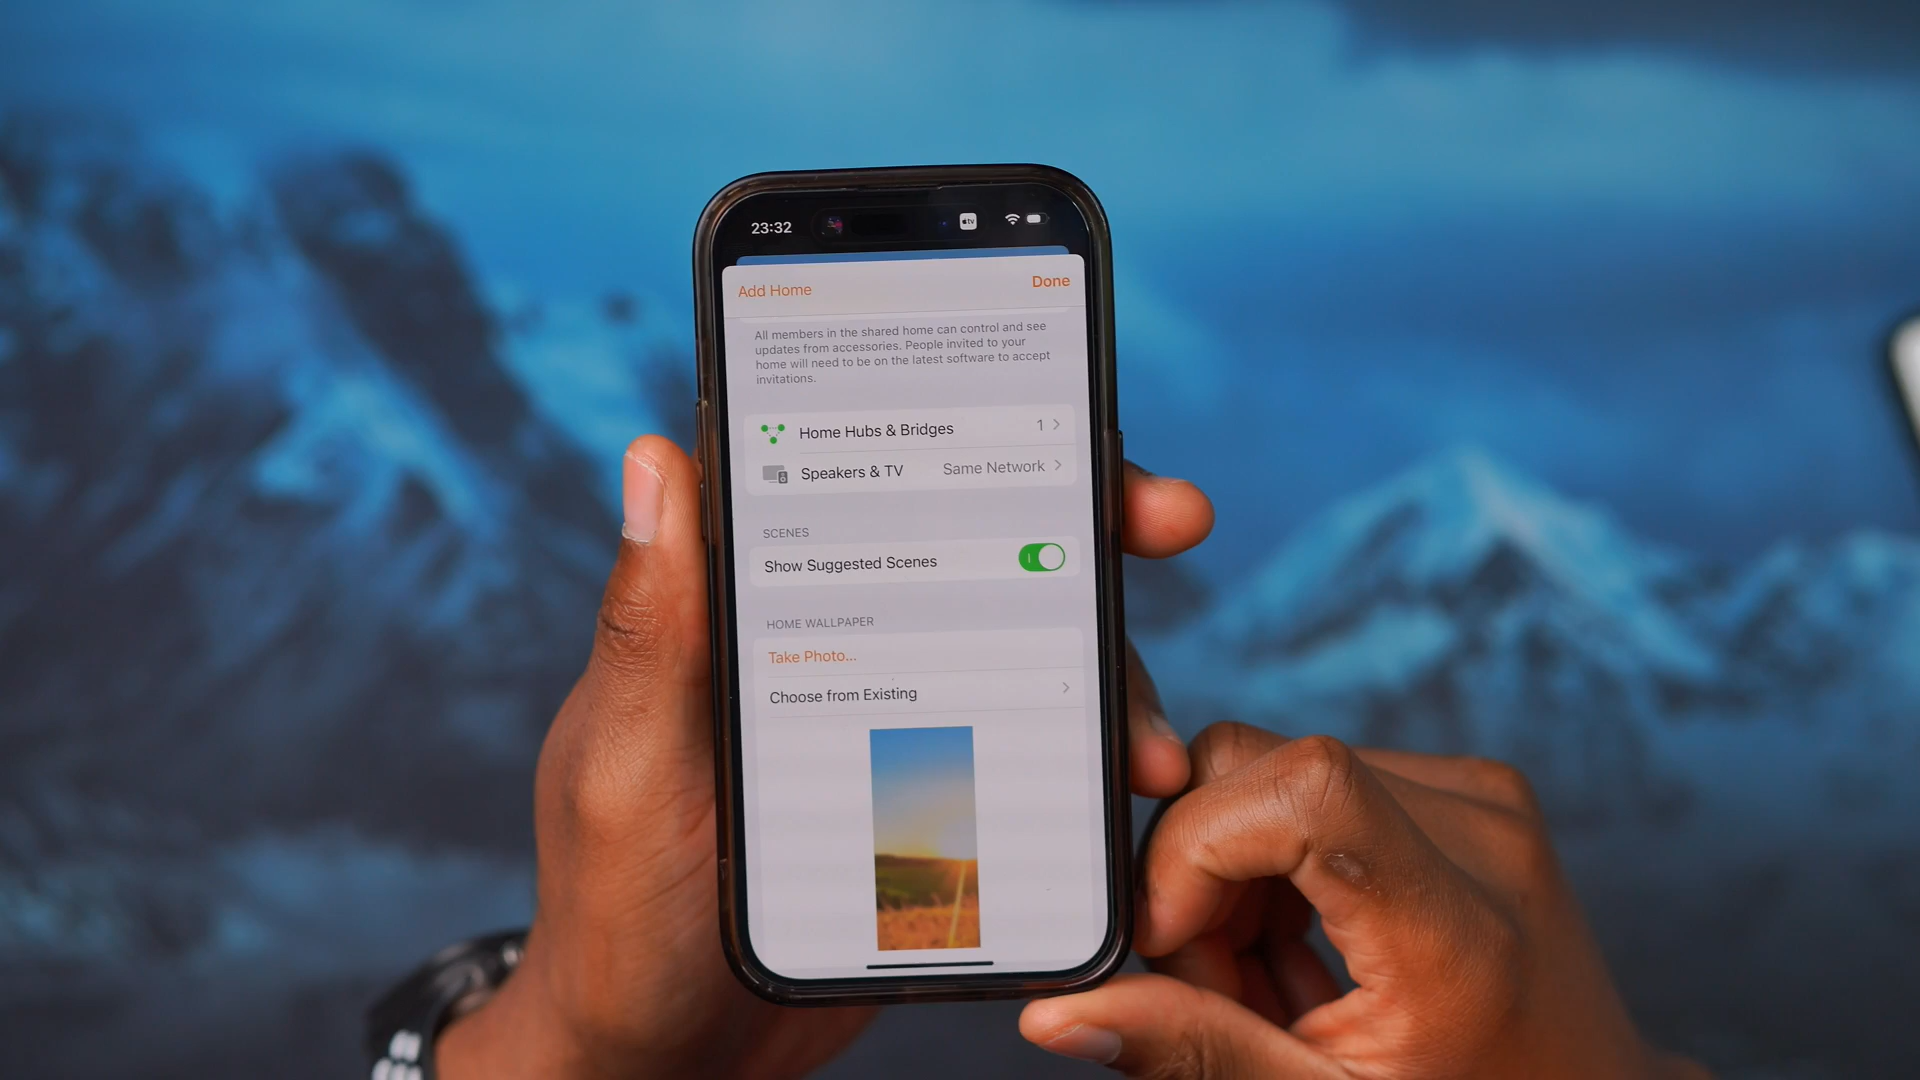 23:32
tv
Add Home
Done
All members in the shared home can control and see
updates from accessories. People invited to your
home will need to be on the latest software to accept
invitations.
Home Hubs & Bridges 1
Speakers & TV Same Network
SCENES
Show Suggested Scenes
HOME WALLPAPER
Take Photo...
Choose from Existing